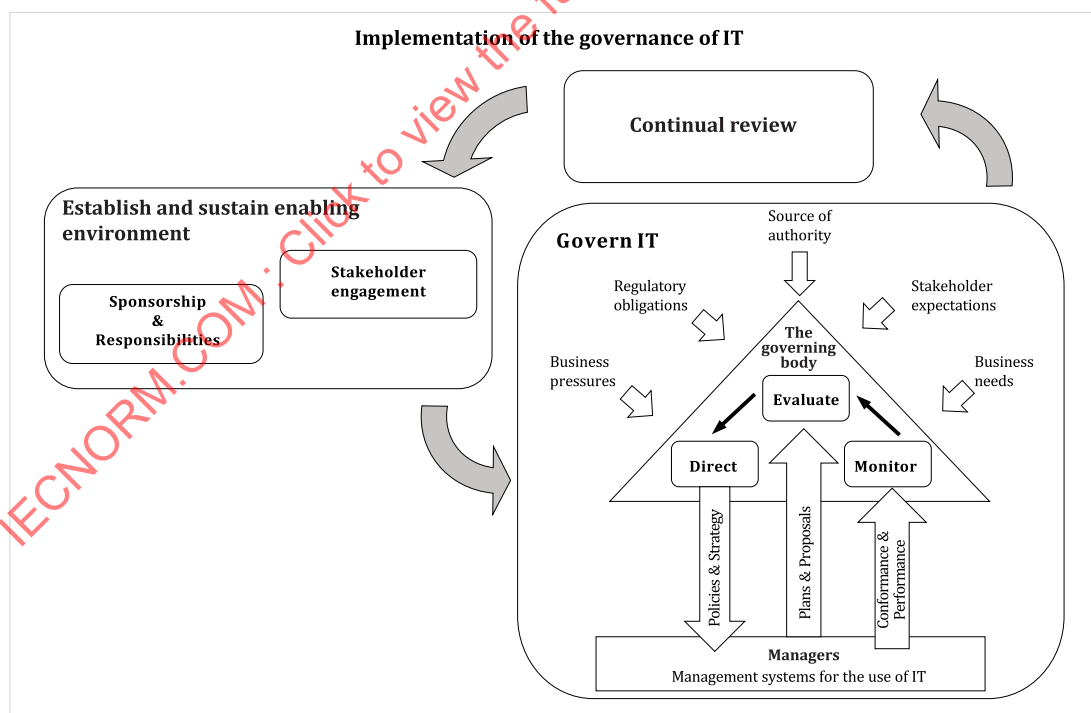 Implementation of the governance of IT
Continual review
Establish and sustain enabling
environment
Stakeholder
engagement
Sponsorship
&
Responsibilities
Govern IT
Source of
authority
Regulatory
obligations
Stakeholder
expectations
Business
pressures
Business
needs
The
governing
body
Evaluate
Direct
Monitor
Policies & Strategy
Plans & Proposals
Conformance &
Performance
Managers
Management systems for the use of IT
IECNORM.COM : Click to view the